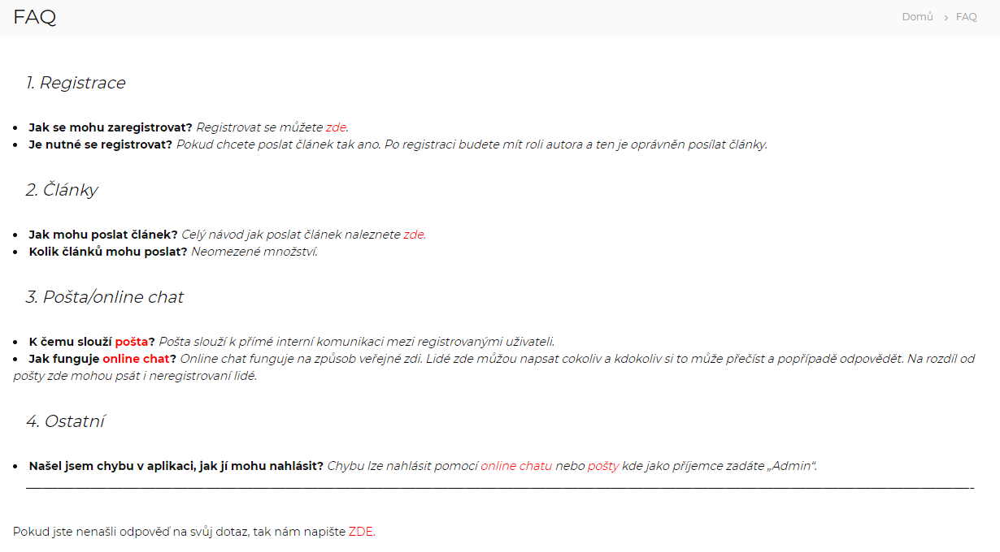 FAQ
Domů › FAQ
1. Registrace
• Jak se mohu zaregistrovat? Registrovat se můžete zde.
• Je nutné se registrovat? Pokud chcete poslat článek tak ano. Po registraci budete mít roli autora a ten je oprávněn posílat články.
2. Články
• Jak mohu poslat článek? Celý návod jak poslat článek naleznete zde.
• Kolik článků mohu poslat? Neomezené množství.
3. Pošta/online chat
• K čemu slouží pošta? Pošta slouží k přímé interní komunikaci mezi registrovanými uživateli.
• Jak funguje online chat? Online chat funguje na způsob veřejné zdi. Lidé zde můžou napsat cokoliv a kdokoliv si to může přečíst a popřípadě odpovědět. Na rozdíl od
pošty zde mohou psát i neregistrovaní lidé.
4. Ostatní
• Našel jsem chybu v aplikaci, jak jí mohu nahlásit? Chybu lze nahlásit pomocí online chatu nebo pošty kde jako příjemce zadáte „Admin“.
Pokud jste nenašli odpověď na svůj dotaz, tak nám napište ZDE.